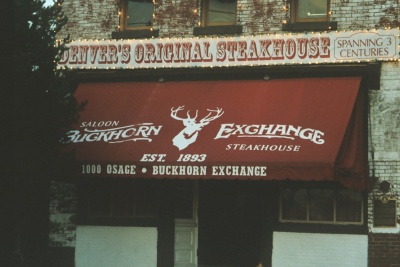 DENVER'S ORIGINAL STEAKHOUSE
SPANNING 3
CENTURIES
SALOON
BUCKHORN EXCHANGE
STEAKHOUSE
EST. 1893
1000 OSAGE • BUCKHORN EXCHANGE